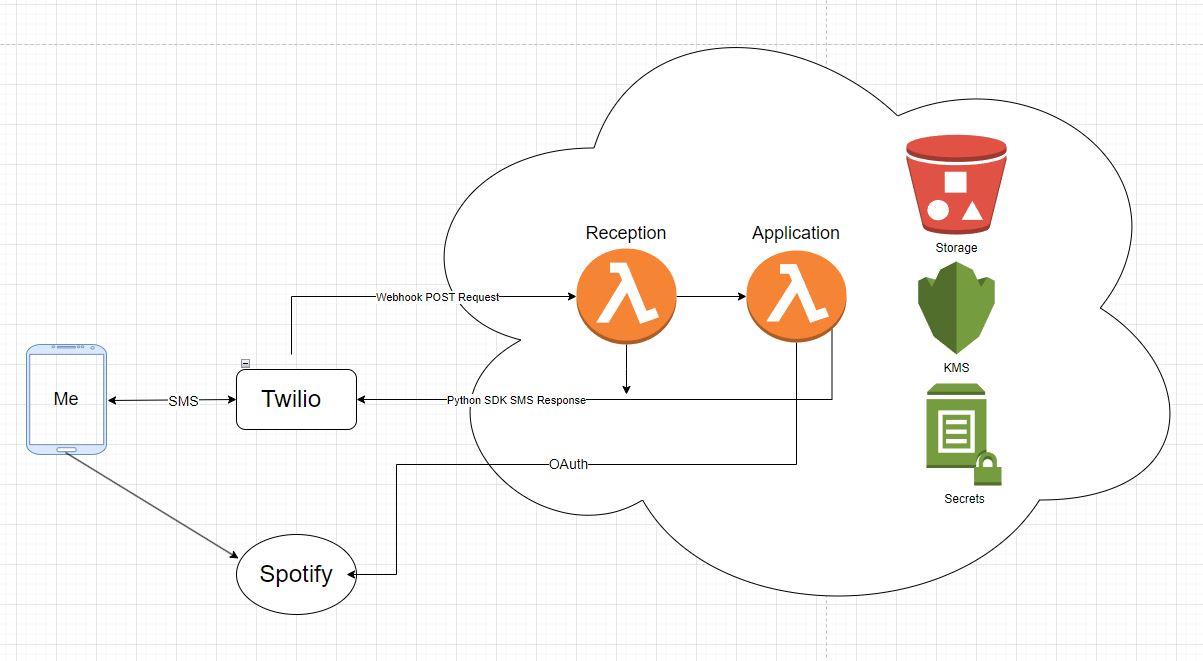 Reception
Application
Storage
Webhook POST Request
KMS
Me
SMS
Twilio
Python SDK SMS Response
OAuth
Secrets
Spotify